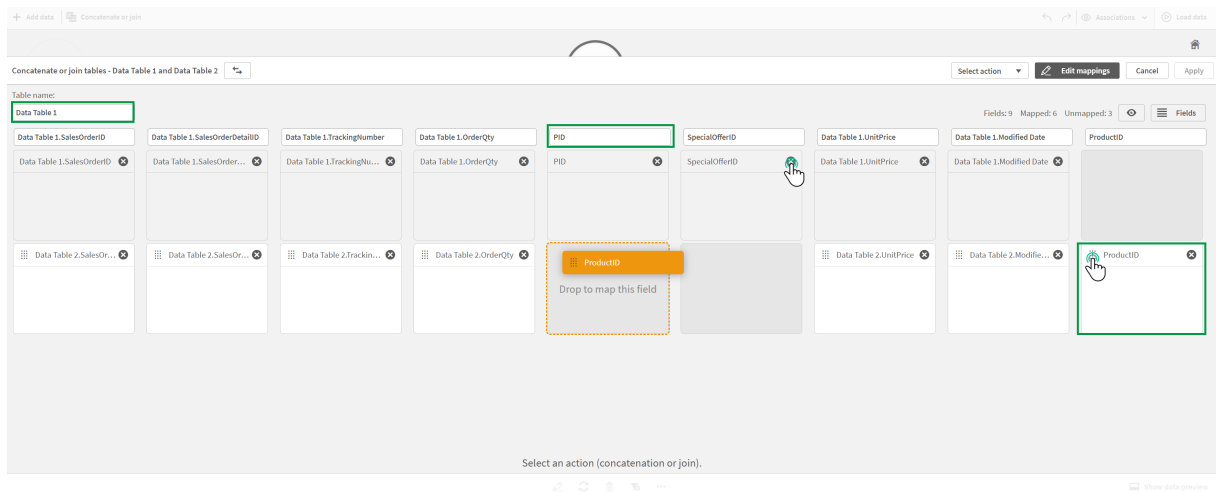 Add data Concatenate or join Associations Load data
Concatenate or join tables - Data Table 1 and Data Table 2 Select action Edit mappings Cancel Apply
Table name:
Data Table 1 Fields: 9 Mapped: 6 Unmapped: 3 Fields
Data Table 1.SalesOrderID Data Table 1.SalesOrderDetailID Data Table 1.TrackingNumber Data Table 1.OrderQty PID SpecialOfferID Data Table 1.UnitPrice Data Table 1.Modified Date ProductID
Data Table 1.SalesOrderID Data Table 1.SalesOrder... Data Table 1.TrackingNu... Data Table 1.OrderQty PID SpecialOfferID Data Table 1.UnitPrice Data Table 1.Modified Date
Data Table 2.SalesOr... Data Table 2.SalesOr... Data Table 2.Trackin... Data Table 2.OrderQty ProductID Data Table 2.UnitPrice Data Table 2.Modifie... ProductID
Drop to map this field
Select an action (concatenation or join).
Show data preview